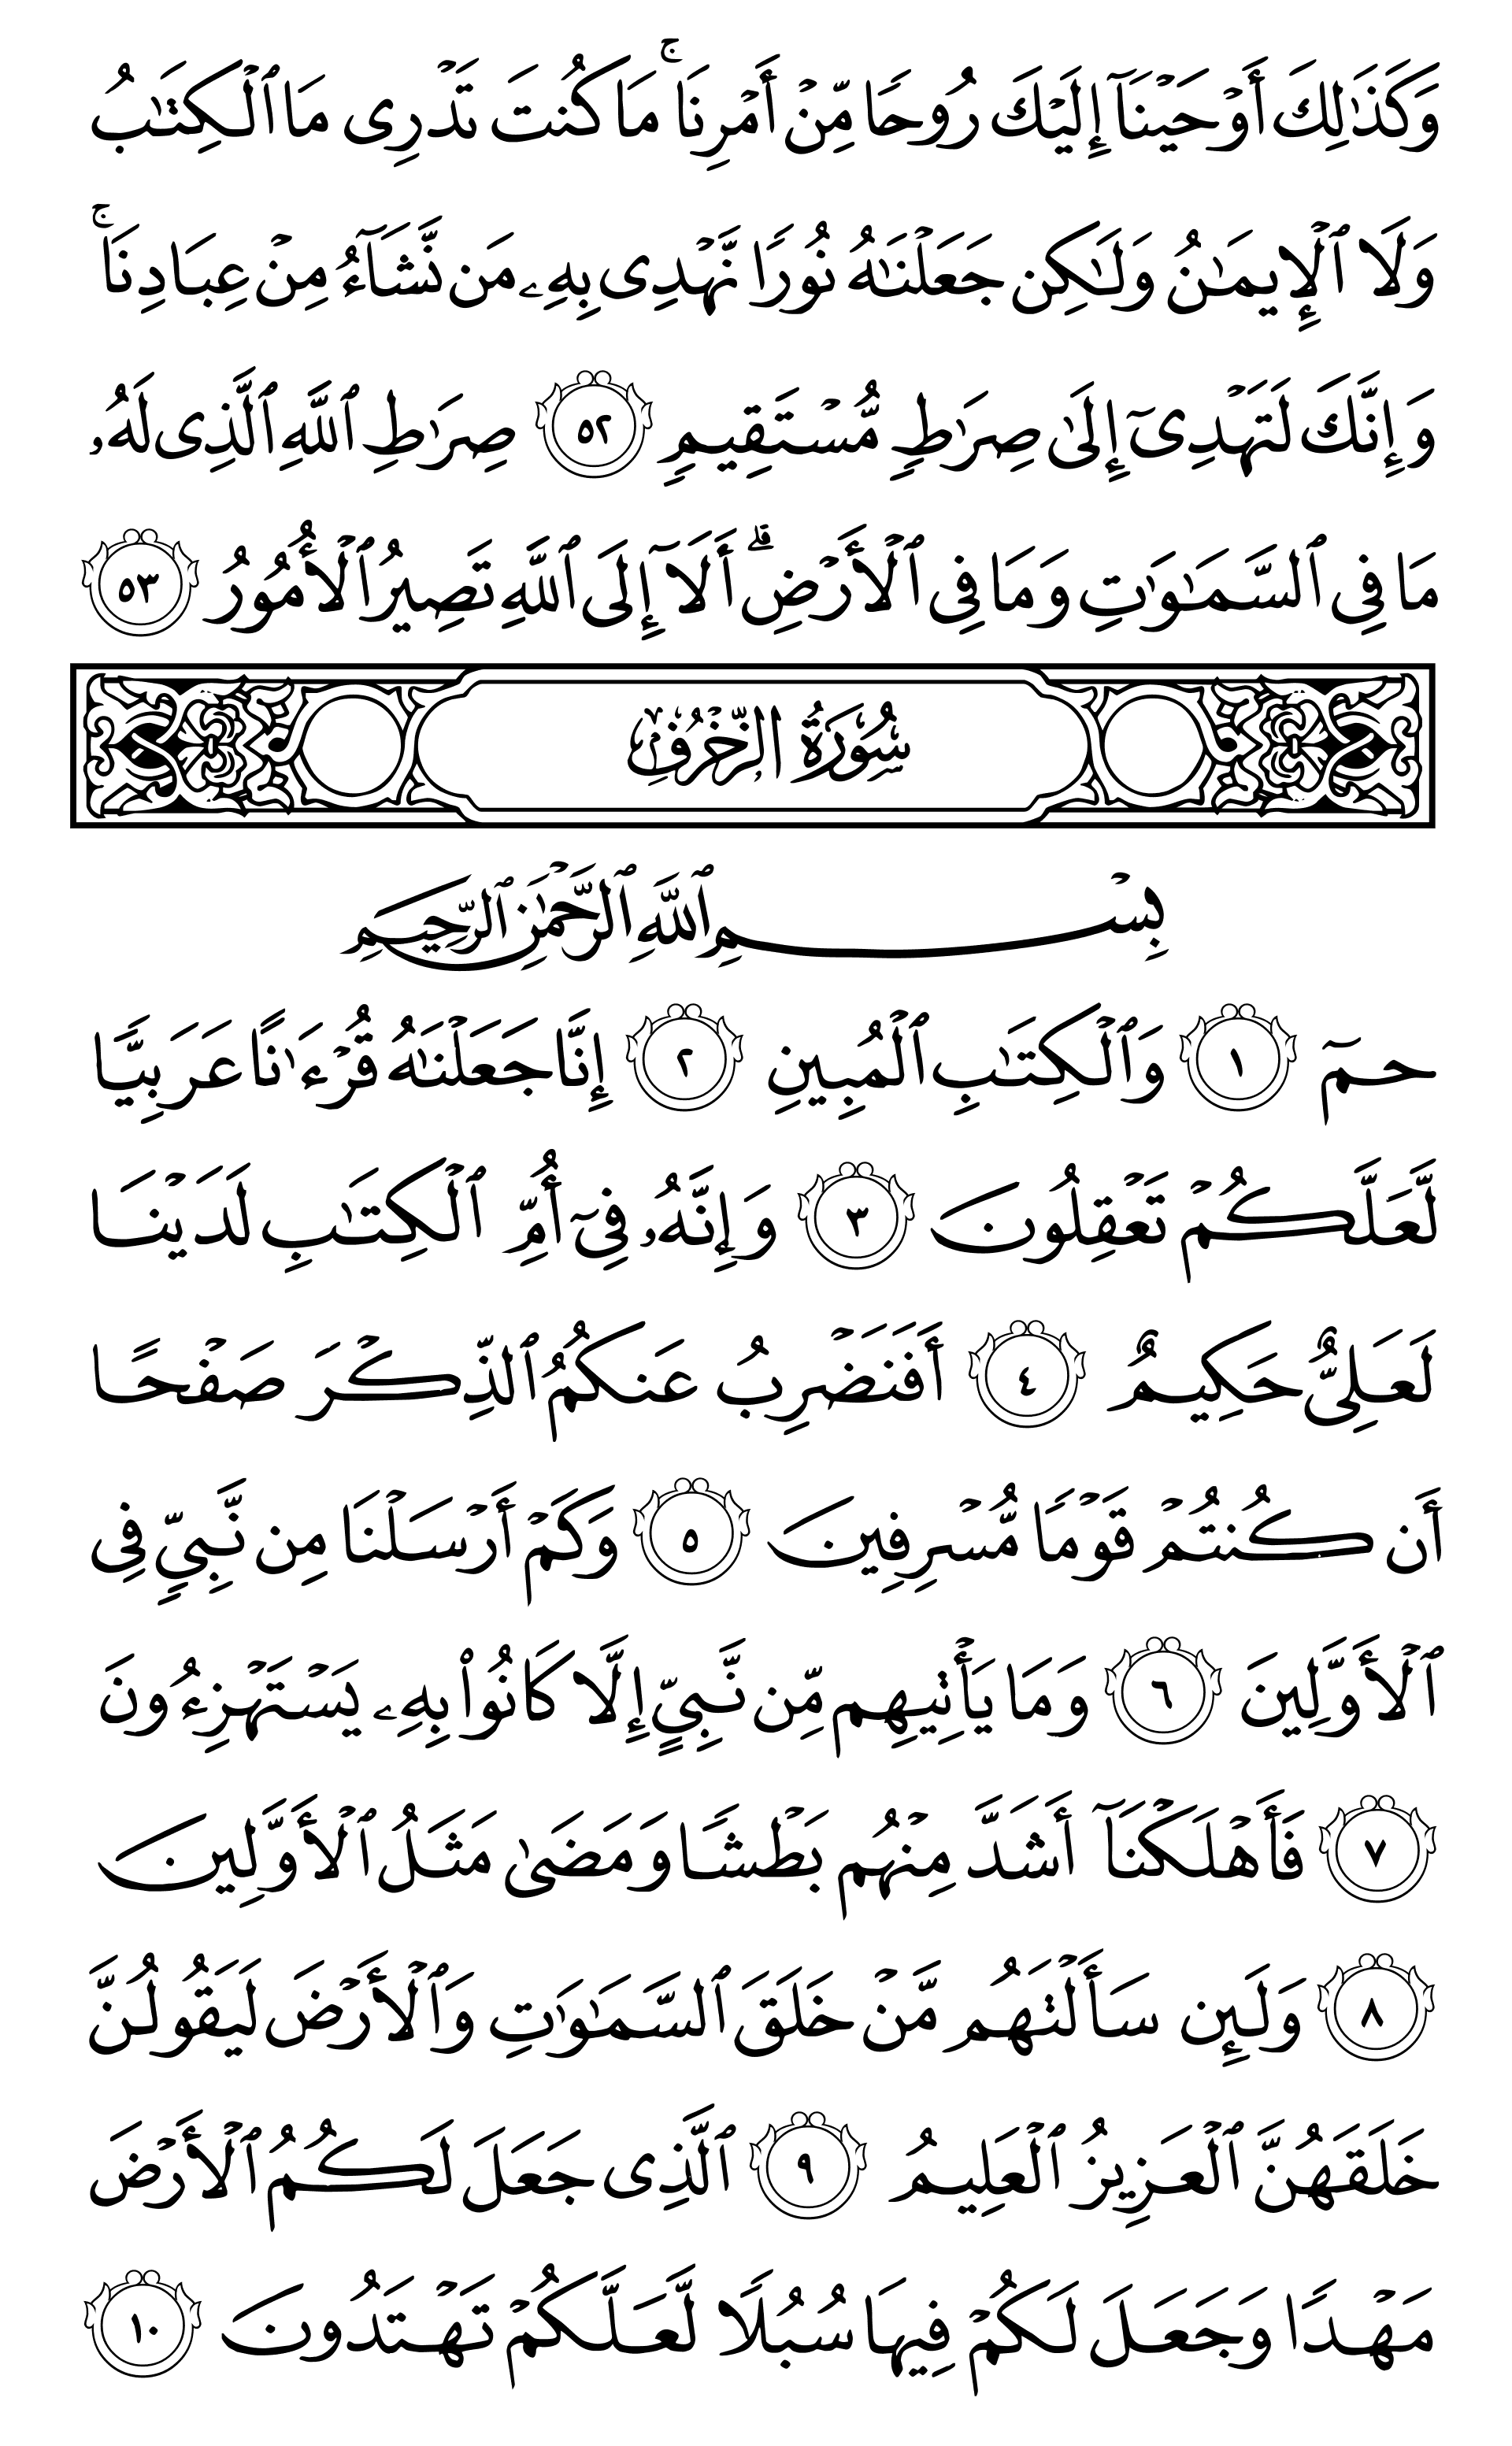 وَكَذَٰلِكَ أَوْحَيْنَآ إِلَيْكَ رُوحًا مِّنْ أَمْرِنَا ۚ مَا كُنتَ تَدْرِى مَا ٱلْكِتَٰبُ
وَلَا ٱلْإِيمَٰنُ وَلَٰكِن جَعَلْنَٰهُ نُورًا نَّهْدِى بِهِۦ مَن نَّشَآءُ مِنْ عِبَادِنَا ۚ
وَإِنَّكَ لَتَهْدِىٓ إِلَىٰ صِرَٰطٍ مُّسْتَقِيمٍ ٥٢ صِرَٰطِ ٱللَّهِ ٱلَّذِى لَهُۥ
مَا فِى ٱلسَّمَٰوَٰتِ وَمَا فِى ٱلْأَرْضِ ۗ أَلَآ إِلَى ٱللَّهِ تَصِيرُ ٱلْأُمُورُ ٥٣
سُورَةُ الزُّخْرُفِ
بِسْمِ ٱللَّهِ ٱلرَّحْمَٰنِ ٱلرَّحِيمِ
حمٓ ١ وَٱلْكِتَٰبِ ٱلْمُبِينِ ٢ إِنَّا جَعَلْنَٰهُ قُرْءَٰنًا عَرَبِيًّا
لَّعَلَّكُمْ تَعْقِلُونَ ٣ وَإِنَّهُۥ فِىٓ أُمِّ ٱلْكِتَٰبِ لَدَيْنَا
لَعَلِىٌّ حَكِيمٌ ٤ أَفَنَضْرِبُ عَنكُمُ ٱلذِّكْرَ صَفْحًا
أَن كُنتُمْ قَوْمًا مُّسْرِفِينَ ٥ وَكَمْ أَرْسَلْنَا مِن نَّبِىٍّ فِى
ٱلْأَوَّلِينَ ٦ وَمَا يَأْتِيهِم مِّن نَّبِىٍّ إِلَّا كَانُوا۟ بِهِۦ يَسْتَهْزِءُونَ
٧ فَأَهْلَكْنَآ أَشَدَّ مِنْهُم بَطْشًا وَمَضَىٰ مَثَلُ ٱلْأَوَّلِينَ
٨ وَلَئِن سَأَلْتَهُم مَّنْ خَلَقَ ٱلسَّمَٰوَٰتِ وَٱلْأَرْضَ لَيَقُولُنَّ
خَلَقَهُنَّ ٱلْعَزِيزُ ٱلْعَلِيمُ ٩ ٱلَّذِى جَعَلَ لَكُمُ ٱلْأَرْضَ
مَهْدًا وَجَعَلَ لَكُمْ فِيهَا سُبُلًا لَّعَلَّكُمْ تَهْتَدُونَ ١٠